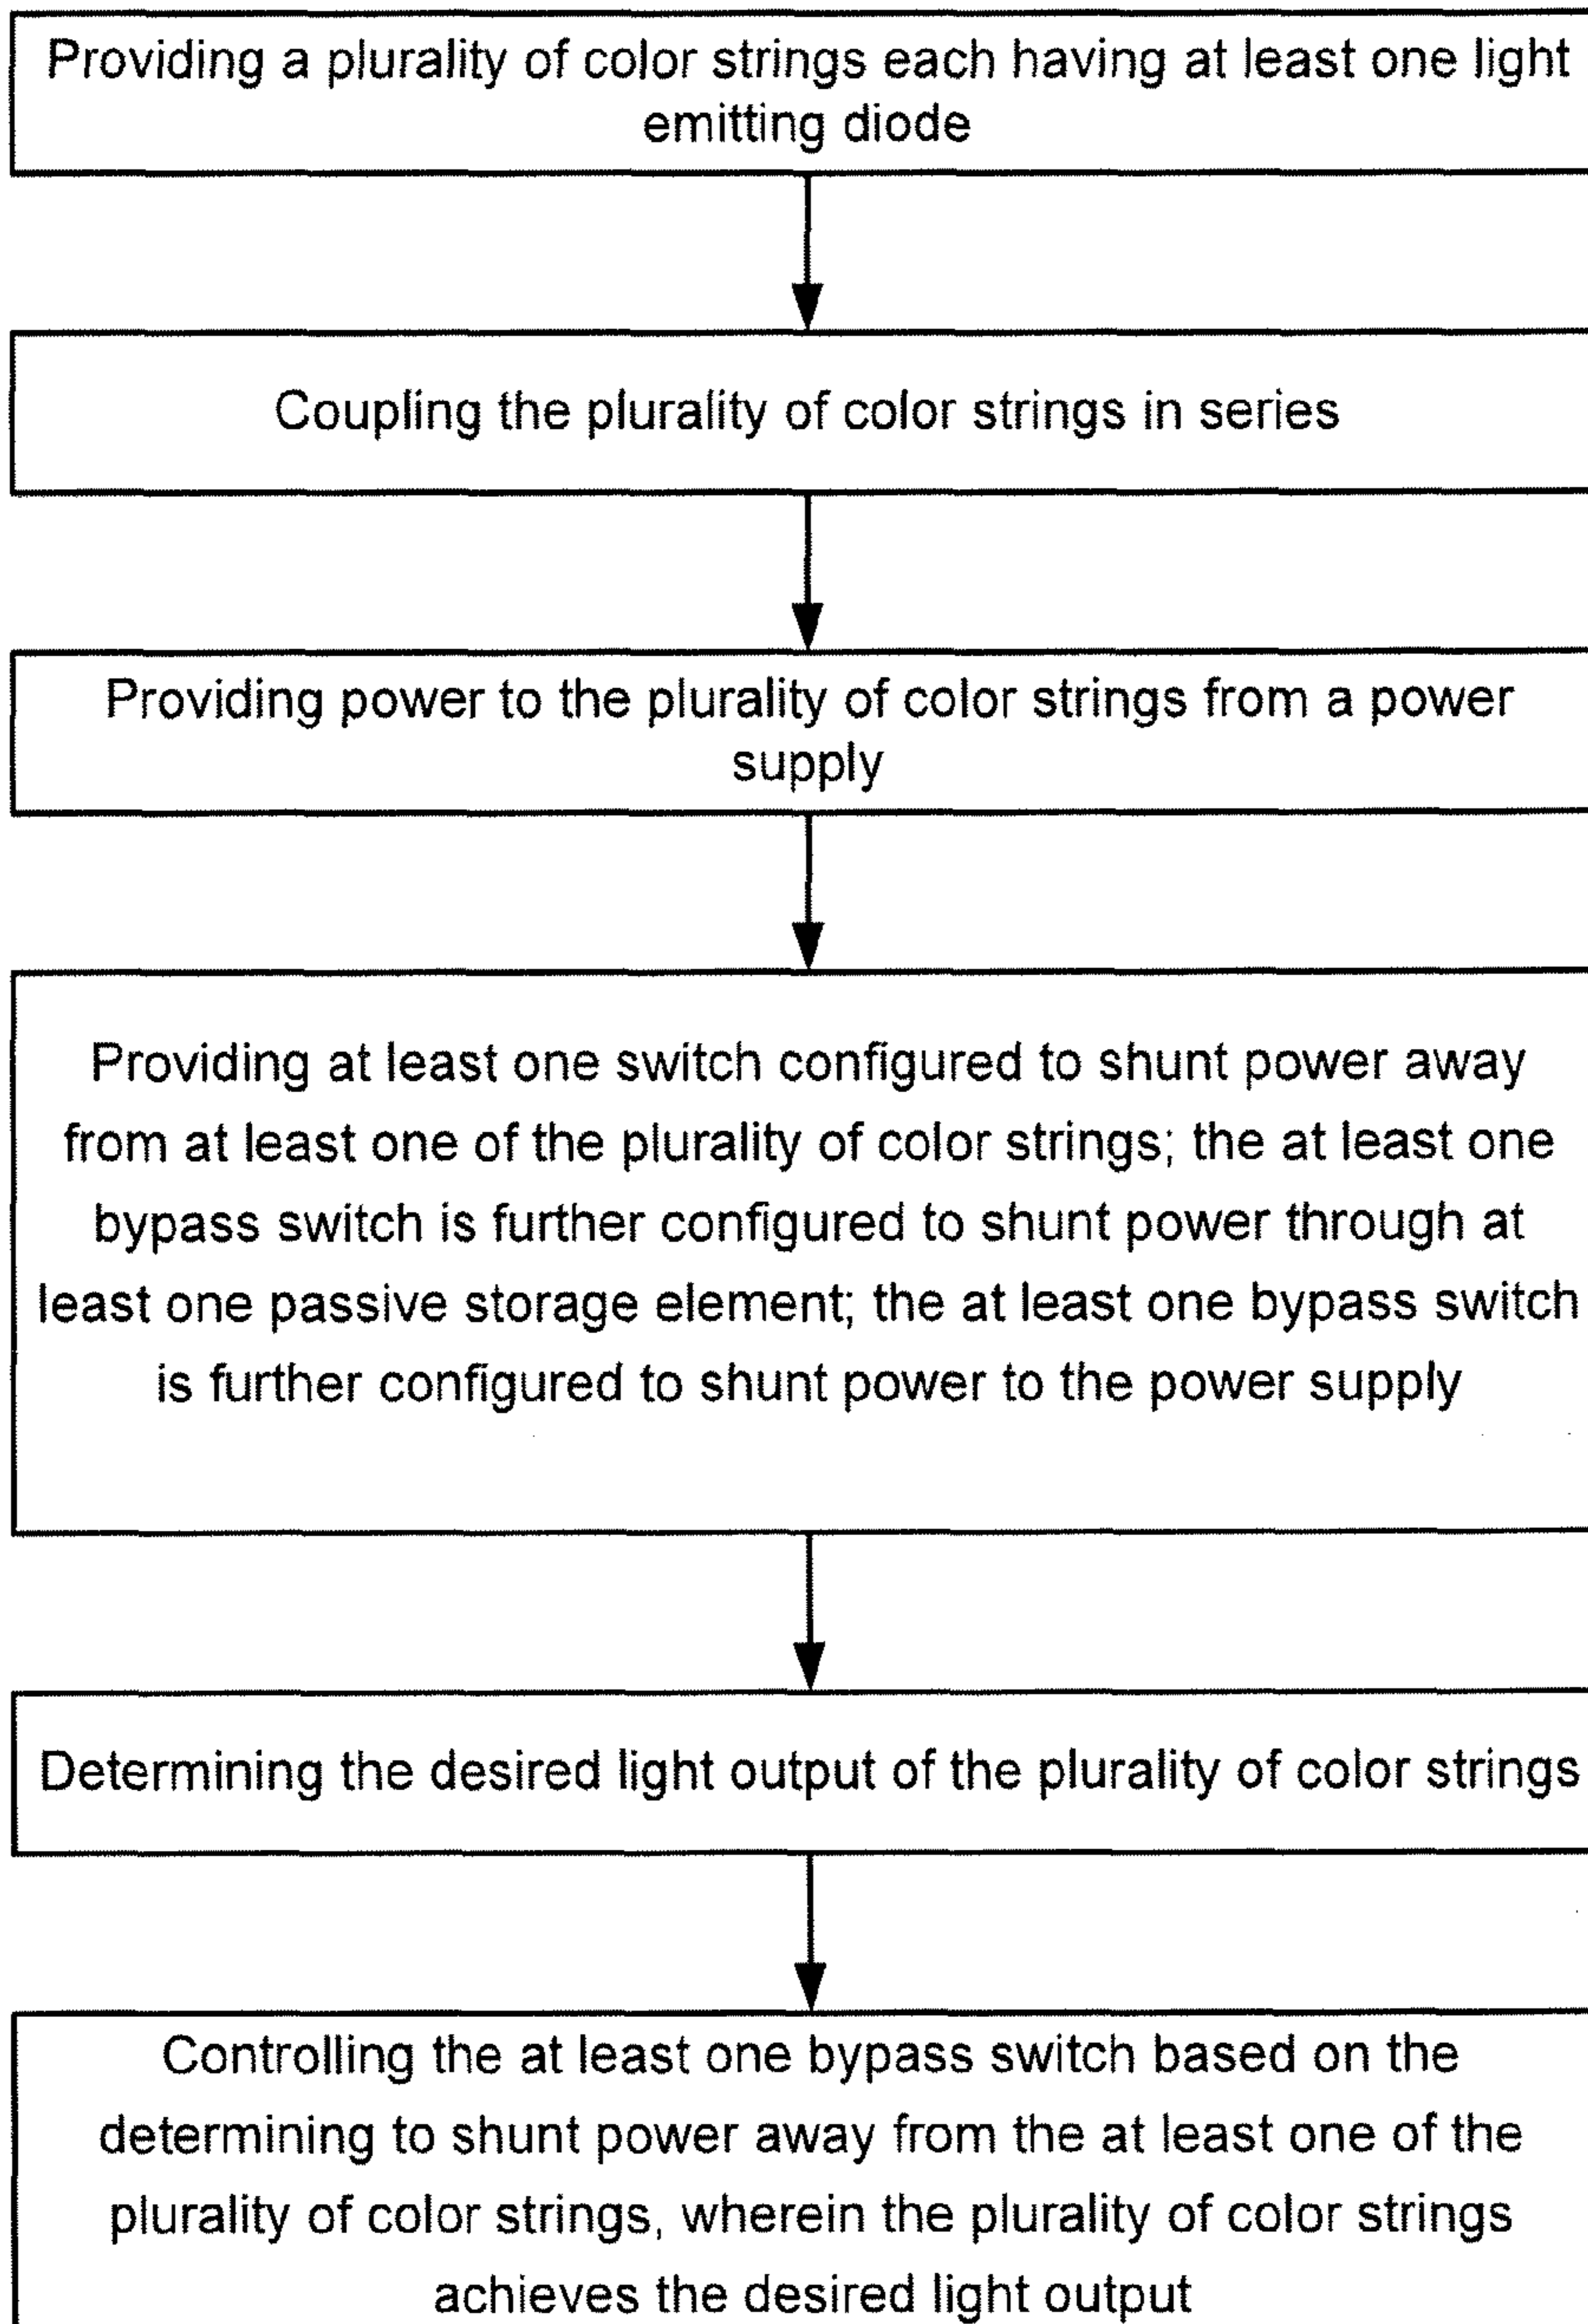 Providing a plurality of color strings each having at least one light
emitting diode
Coupling the plurality of color strings in series
Providing power to the plurality of color strings from a power
supply
Providing at least one switch configured to shunt power away
from at least one of the plurality of color strings; the at least one
bypass switch is further configured to shunt power through at
least one passive storage element; the at least one bypass switch
is further configured to shunt power to the power supply
Determining the desired light output of the plurality of color strings
Controlling the at least one bypass switch based on the
determining to shunt power away from the at least one of the
plurality of color strings, wherein the plurality of color strings
achieves the desired light output